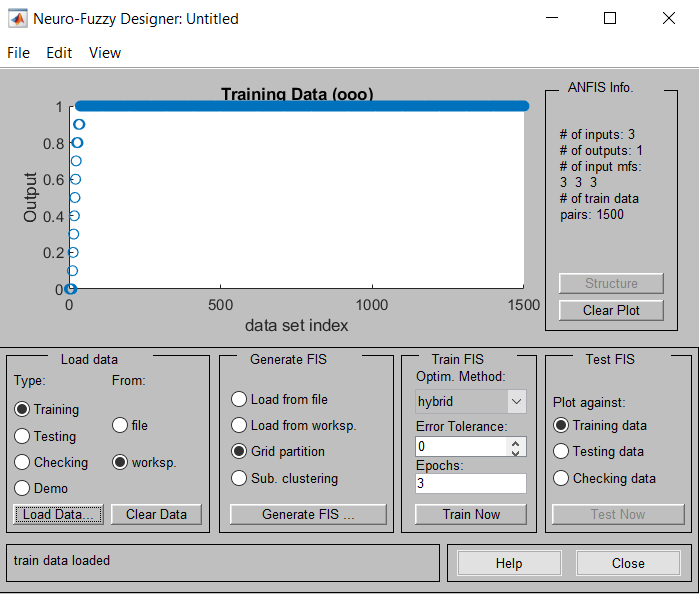 Neuro-Fuzzy Designer: Untitled
File Edit View
Training Data (ooo)
1
0.8
0.6
0.4
0.2
0
Output
0 500 1000 1500
data set index
ANFIS Info.
# of inputs: 3
# of outputs: 1
# of input mfs:
3 3 3
# of train data
pairs: 1500
Structure
Clear Plot
Load data
Type: From:
Training
file
Testing
Checking
worksp.
Demo
Load Data... Clear Data
Generate FIS
Load from file
Load from worksp.
Grid partition
Sub. clustering
Generate FIS ...
Train FIS
Optim. Method:
hybrid
Error Tolerance:
0
Epochs:
3
Train Now
Test FIS
Plot against:
Training data
Testing data
Checking data
Test Now
train data loaded
Help Close